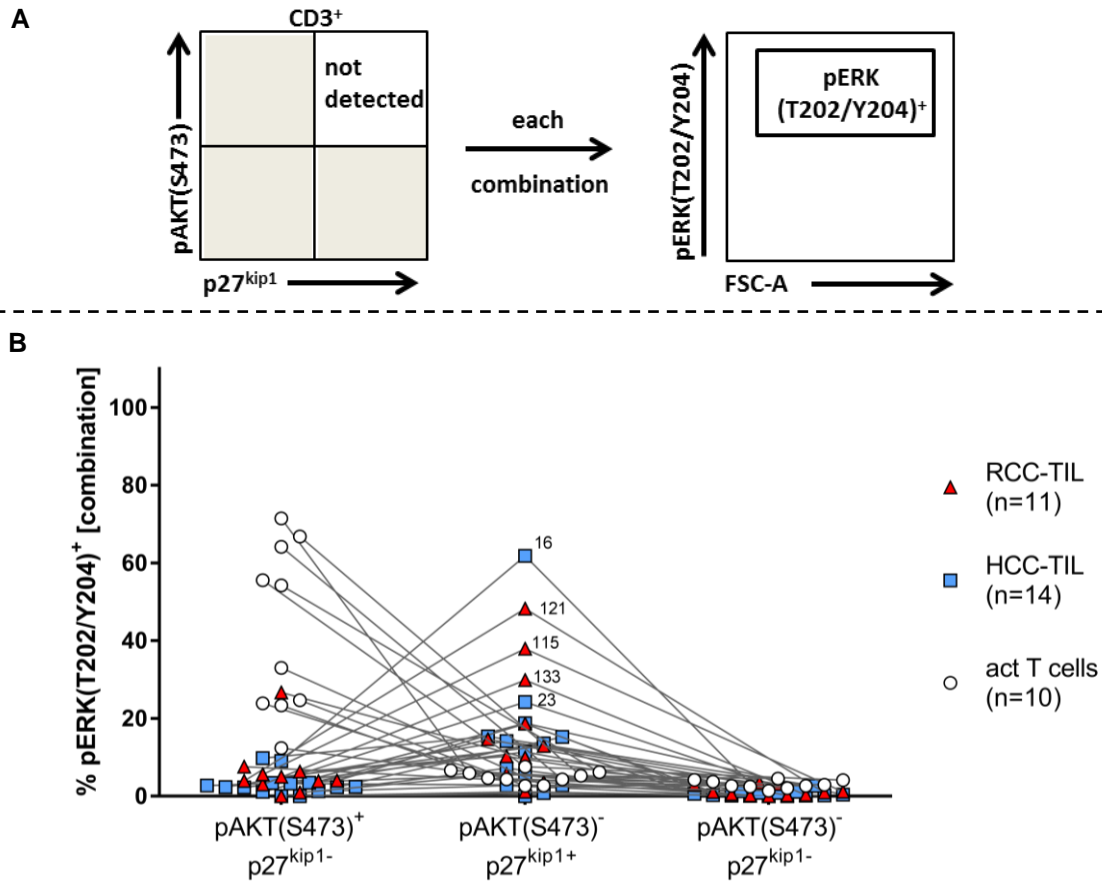 A
CD3+
pAKT(S473)
not
detected
p27kip1
each
combination
pERK(T202/Y204)
pERK
(T202/Y204)+
FSC-A
B
% pERK(T202/Y204)+ [combination]
100
80
60
40
20
0
16
121
115
133
23
pAKT(S473)+
p27kip1-
pAKT(S473)-
p27kip1+
pAKT(S473)-
p27kip1-
RCC-TIL
(n=11)
HCC-TIL
(n=14)
act T cells
(n=10)